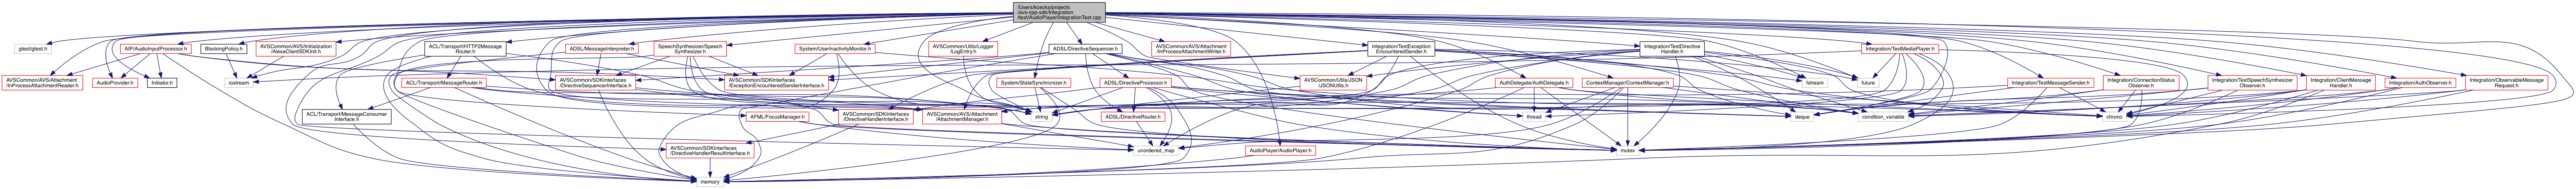 /Users/kcacka/projects
/avs-cpp-sdk/Integration
/test/AudioPlayerIntegrationTest.cpp
gtest/gtest.h
AIP/AudioInputProcessor.h
BlockingPolicy.h
AVSCommon/AVS/Initialization
/AlexaClientSDKInit.h
ACL/Transport/HTTP2Message
Router.h
ADSL/MessageInterpreter.h
SpeechSynthesizer/Speech
Synthesizer.h
System/UserInactivityMonitor.h
AVSCommon/Utils/Logger
/LogEntry.h
ADSL/DirectiveSequencer.h
AVSCommon/AVS/Attachment
/InProcessAttachmentWriter.h
Integration/TestException
EncounteredSender.h
Integration/TestDirective
Handler.h
Integration/TestMediaPlayer.h
AVSCommon/AVS/Attachment
/InProcessAttachmentReader.h
AudioProvider.h
Initiator.h
iostream
ACL/Transport/MessageRouter.h
AVSCommon/SDKInterfaces
/DirectiveSequencerInterface.h
AVSCommon/SDKInterfaces
/ExceptionEncounteredSenderInterface.h
System/StateSynchronizer.h
ADSL/DirectiveProcessor.h
AVSCommon/Utils/JSON
/JSONUtils.h
AuthDelegate/AuthDelegate.h
ContextManager/ContextManager.h
fstream
future
Integration/TestMessageSender.h
Integration/ConnectionStatus
Observer.h
Integration/TestSpeechSynthesizer
Observer.h
Integration/ClientMessage
Handler.h
Integration/AuthObserver.h
Integration/ObservableMessage
Request.h
ACL/Transport/MessageConsumer
Interface.h
AFML/FocusManager.h
AVSCommon/SDKInterfaces
/DirectiveHandlerInterface.h
AVSCommon/AVS/Attachment
/AttachmentManager.h
string
ADSL/DirectiveRouter.h
thread
deque
condition_variable
chrono
AVSCommon/SDKInterfaces
/DirectiveHandlerResultInterface.h
unordered_map
AudioPlayer/AudioPlayer.h
mutex
memory